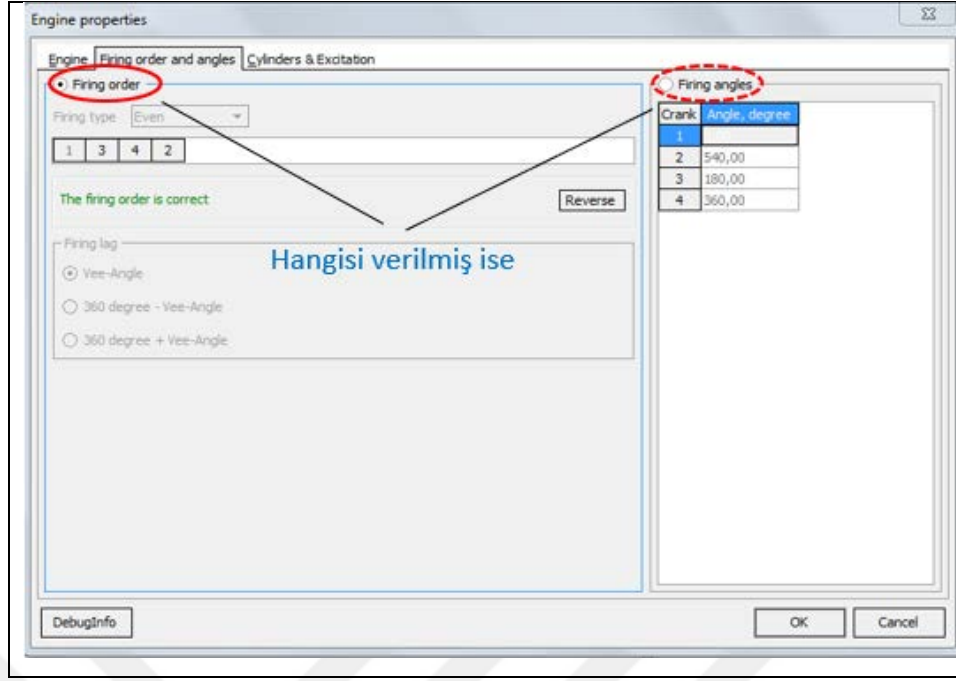 Engine properties
Engine Firing order and angles Cylinders & Excitation
Firing order
Firing type Even
1 3 4 2
The firing order is correct Reverse
Firing lag
Vee-Angle
360 degree - Vee-Angle
360 degree + Vee-Angle
Hangisi verilmiş ise
Firing angles
Crank Angle, degree
1
2 540,00
3 180,00
4 360,00
DebugInfo OK Cancel